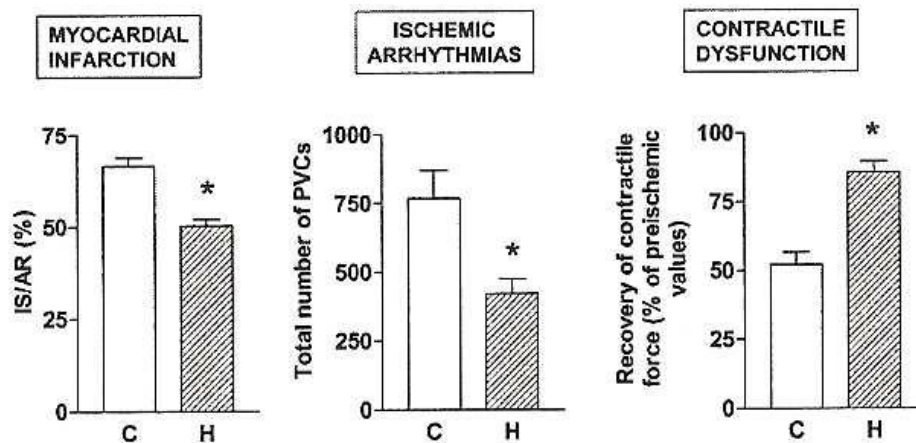 MYOCARDIAL
INFARCTION
75
50
25
0
IS/AR (%)
*
C H
ISCHEMIC
ARRHYTHMIAS
1000
750
500
250
0
Total number of PVCs
*
C H
CONTRACTILE
DYSFUNCTION
100
75
50
25
0
Recovery of contractile
force (% of preischemic
values)
*
C H